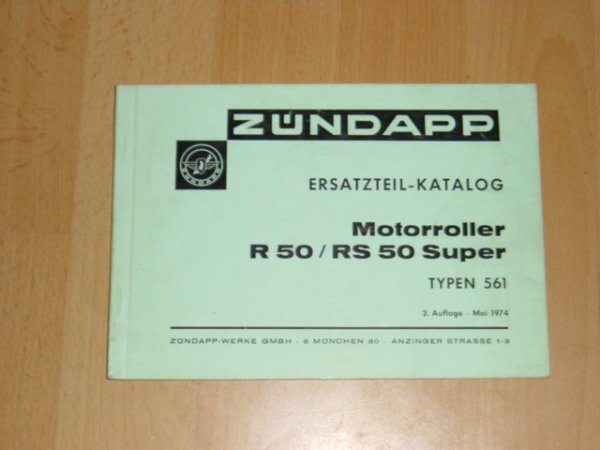 ZÜNDAPP
ZÜNDAPP
ERSATZTEIL-KATALOG
Motorroller
R 50 / RS 50 Super
TYPEN 561
2. Auflage - Mai 1974
ZÜNDAPP-WERKE GMBH · 8 MÜNCHEN 80 · ANZINGER STRASSE 1-3